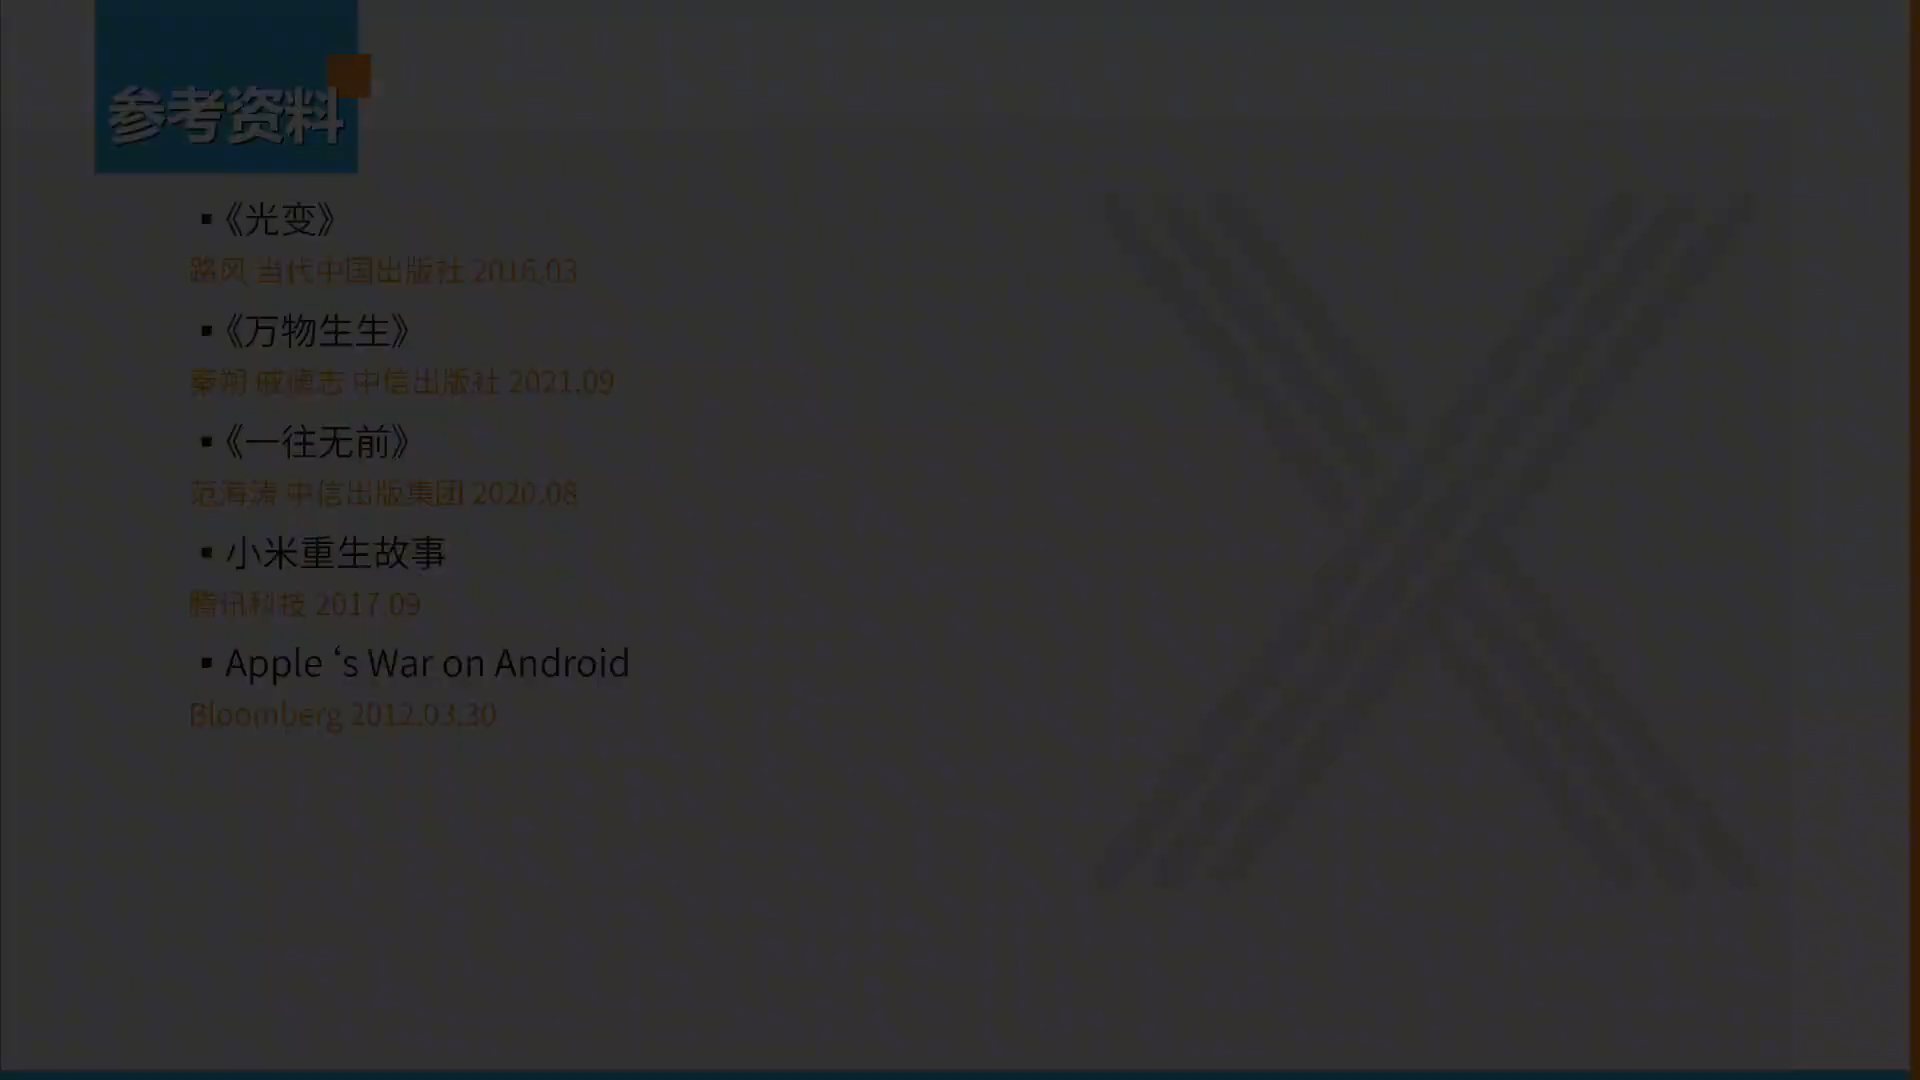 参考资料
▪《光变》
路风 当代中国出版社 2016.03
▪《万物生生》
秦朔 戚德志 中信出版社 2021.09
▪《一往无前》
范海涛 中信出版集团 2020.08
▪ 小米重生故事
腾讯科技 2017.09
▪ Apple ‘s War on Android
Bloomberg 2012.03.30